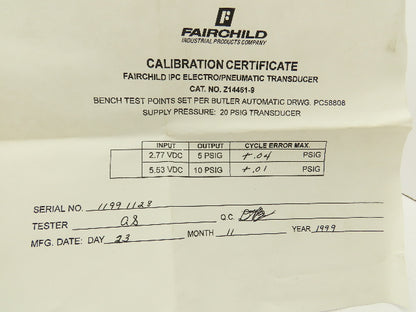 FAIRCHILD
INDUSTRIAL PRODUCTS COMPANY
CALIBRATION CERTIFICATE
FAIRCHILD IPC ELECTRO/PNEUMATIC TRANSDUCER
CAT. NO. Z14461-9
BENCH TEST POINTS SET PER BUTLER AUTOMATIC DRWG. PC58808
SUPPLY PRESSURE: 20 PSIG TRANSDUCER
INPUT OUTPUT CYCLE ERROR MAX.
2.77 VDC 5 PSIG +.04 PSIG
5.53 VDC 10 PSIG +.01 PSIG
SERIAL NO. 11991128
TESTER Q.C.
MFG. DATE: DAY 23 MONTH 11 YEAR 1999